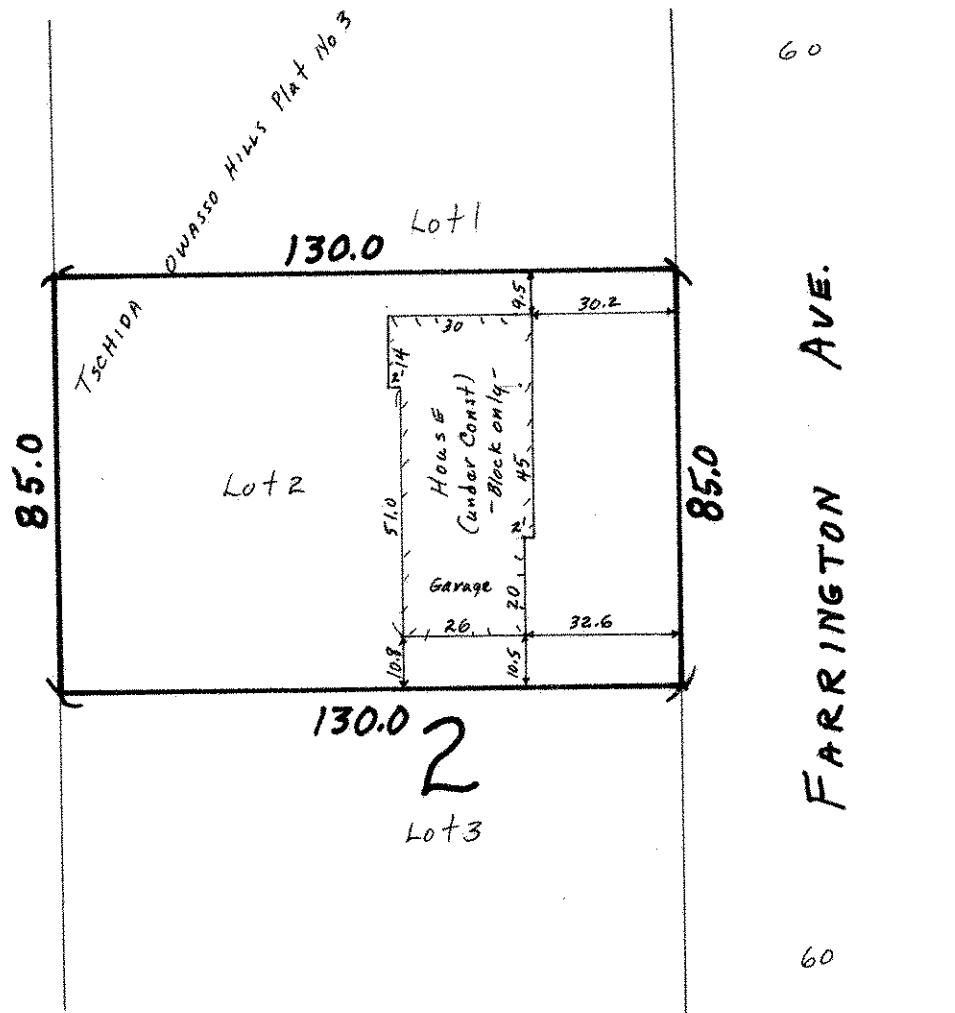 60
TSCHIDA OWASSO HILLS Plat No 3
Lot 1
130.0
9.5
30.2
30
2
14
House
(under Const)
-Block only-
45
85.0
Lot 2
51.0
2
85.0
FARRINGTON AVE.
Garage
20
26
32.6
10.8
10.5
130.0
2
Lot 3
60